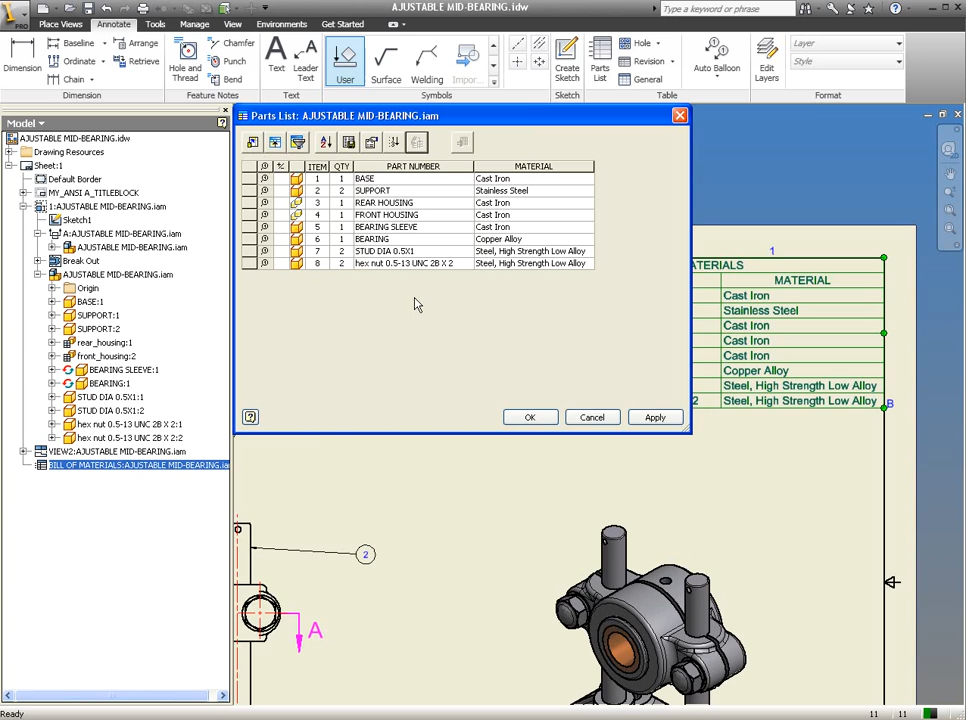 AJUSTABLE MID-BEARING.idw
Type a keyword or phrase
PRO
Place Views
Annotate
Tools
Manage
View
Environments
Get Started
Dimension
Baseline
Ordinate
Chain
Arrange
Retrieve
Dimension
Hole and Thread
Chamfer
Punch
Bend
Feature Notes
Text
Leader Text
Text
User
Surface
Welding
Import...
Symbols
Create Sketch
Sketch
Parts List
Hole
Revision
General
Table
Auto Balloon
Edit Layers
Layer
Style
Format
Model
AJUSTABLE MID-BEARING.idw
Drawing Resources
Sheet:1
Default Border
MY_ANSI A_TITLEBLOCK
1:AJUSTABLE MID-BEARING.iam
Sketch1
A:AJUSTABLE MID-BEARING.iam
AJUSTABLE MID-BEARING.iam
Break Out
AJUSTABLE MID-BEARING.iam
Origin
BASE:1
SUPPORT:1
SUPPORT:2
rear_housing:1
front_housing:2
BEARING SLEEVE:1
BEARING:1
STUD DIA 0.5X1:1
STUD DIA 0.5X1:2
hex nut 0.5-13 UNC 2B X 2:1
hex nut 0.5-13 UNC 2B X 2:2
VIEW2:AJUSTABLE MID-BEARING.iam
BILL OF MATERIALS:AJUSTABLE MID-BEARING.iam
Parts List: AJUSTABLE MID-BEARING.iam
ITEM QTY PART NUMBER MATERIAL
1 1 BASE Cast Iron
2 2 SUPPORT Stainless Steel
3 1 REAR HOUSING Cast Iron
4 1 FRONT HOUSING Cast Iron
5 1 BEARING SLEEVE Cast Iron
6 1 BEARING Copper Alloy
7 2 STUD DIA 0.5X1 Steel, High Strength Low Alloy
8 2 hex nut 0.5-13 UNC 2B X 2 Steel, High Strength Low Alloy
OK
Cancel
Apply
1
ATERIALS
MATERIAL
Cast Iron
Stainless Steel
Cast Iron
Cast Iron
Cast Iron
Copper Alloy
Steel, High Strength Low Alloy
2 Steel, High Strength Low Alloy
B
2
A
Ready
11 11